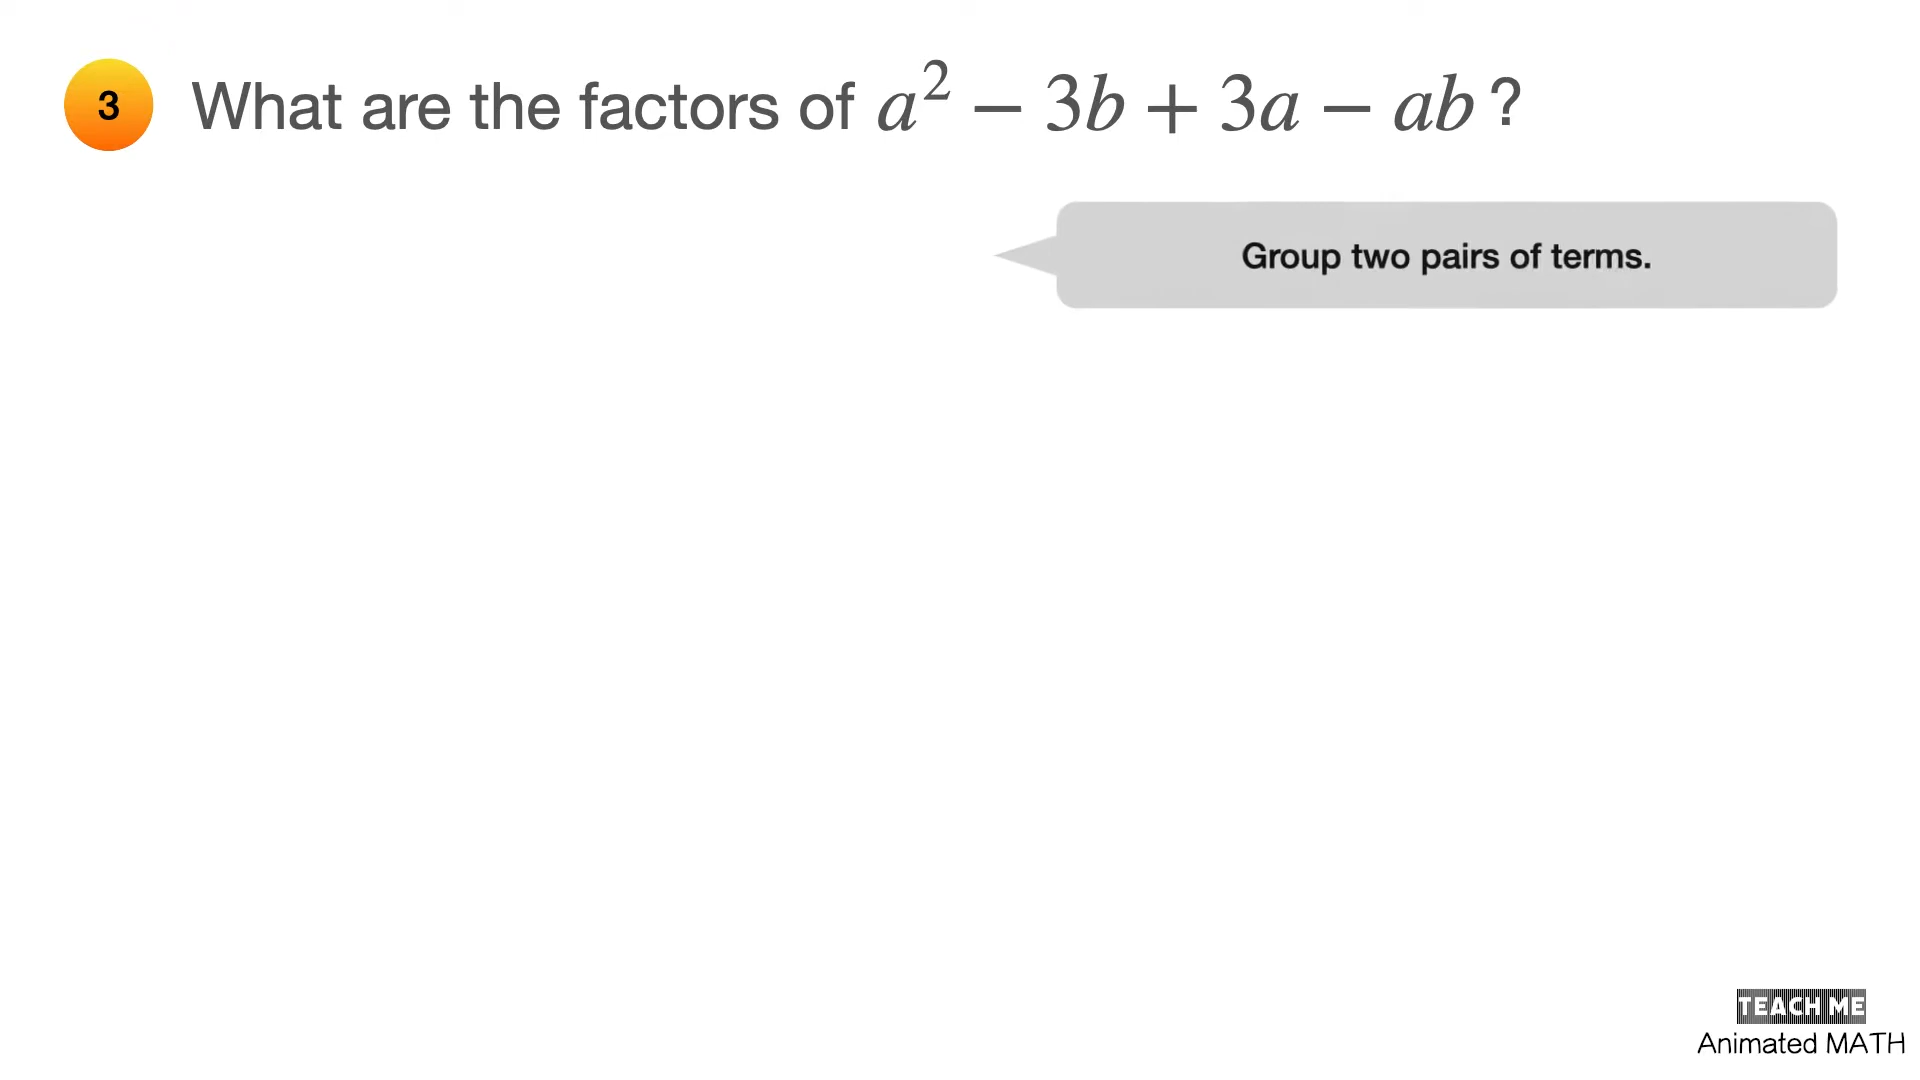 3 What are the factors of a² − 3b + 3a − ab?
Group two pairs of terms.
TEACH ME
Animated MATH